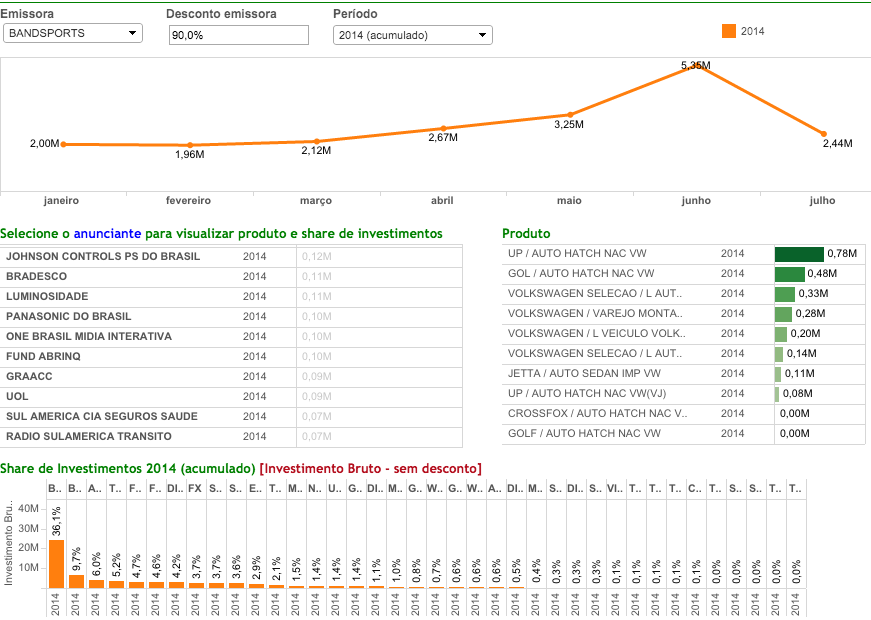 Emissora Desconto emissora Período
BANDSPORTS 90,0% 2014 (acumulado) 2014
5,35M
2,00M 1,96M 2,12M 2,67M 3,25M 2,44M
janeiro fevereiro março abril maio junho julho
Selecione o anunciante para visualizar produto e share de investimentos
JOHNSON CONTROLS PS DO BRASIL 2014 0,12M
BRADESCO 2014 0,11M
LUMINOSIDADE 2014 0,11M
PANASONIC DO BRASIL 2014 0,10M
ONE BRASIL MIDIA INTERATIVA 2014 0,10M
FUND ABRINQ 2014 0,10M
GRAACC 2014 0,09M
UOL 2014 0,09M
SUL AMERICA CIA SEGUROS SAUDE 2014 0,07M
RADIO SULAMERICA TRANSITO 2014 0,07M
Produto
UP / AUTO HATCH NAC VW 2014 0,78M
GOL / AUTO HATCH NAC VW 2014 0,48M
VOLKSWAGEN SELECAO / L AUT.. 2014 0,33M
VOLKSWAGEN / VAREJO MONTA.. 2014 0,28M
VOLKSWAGEN / L VEICULO VOLK.. 2014 0,20M
VOLKSWAGEN SELECAO / L AUT.. 2014 0,14M
JETTA / AUTO SEDAN IMP VW 2014 0,11M
UP / AUTO HATCH NAC VW(VJ) 2014 0,08M
CROSSFOX / AUTO HATCH NAC V.. 2014 0,00M
GOLF / AUTO HATCH NAC VW 2014 0,00M
Share de Investimentos 2014 (acumulado) [Investimento Bruto - sem desconto]
B.. B.. A.. T.. F.. F.. DI.. FX S.. S.. E.. T.. M.. N.. U.. G.. DI.. M.. G.. W.. G.. W.. A.. DI.. M.. S.. DI.. S.. VI.. T.. T.. T.. C.. T.. S.. S.. T.. T..
Investimento Bru..
40M
30M
20M
10M
36,1% 9,7% 6,0% 5,2% 4,7% 4,6% 4,2% 3,7% 3,7% 3,6% 2,9% 2,1% 1,5% 1,4% 1,4% 1,4% 1,1% 1,0% 0,8% 0,7% 0,6% 0,6% 0,6% 0,5% 0,4% 0,3% 0,3% 0,3% 0,1% 0,1% 0,1% 0,1% 0,1% 0,0% 0,0% 0,0% 0,0% 0,0%
2014 2014 2014 2014 2014 2014 2014 2014 2014 2014 2014 2014 2014 2014 2014 2014 2014 2014 2014 2014 2014 2014 2014 2014 2014 2014 2014 2014 2014 2014 2014 2014 2014 2014 2014 2014 2014 2014